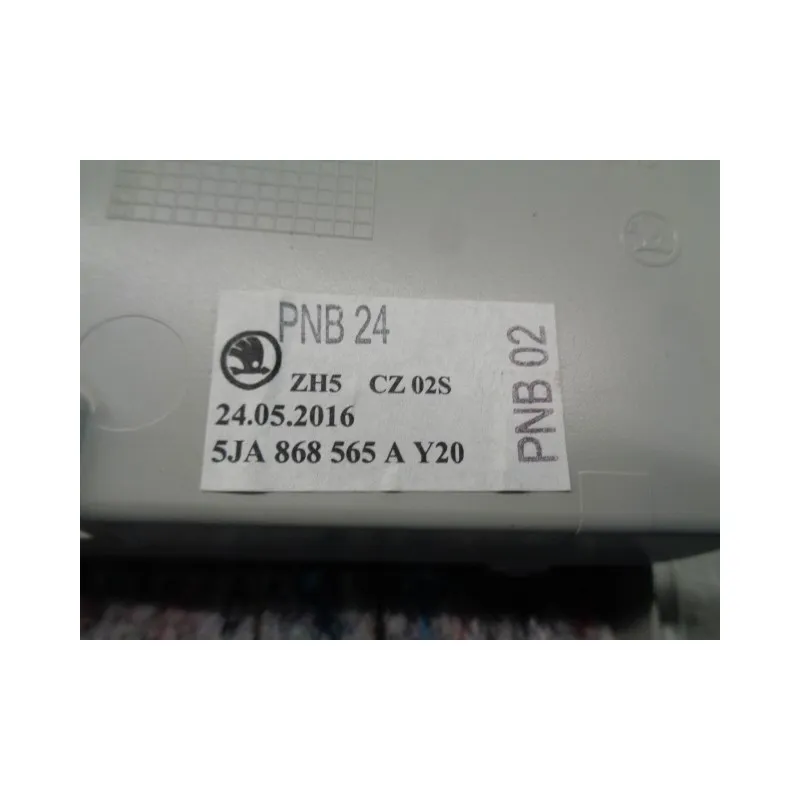 PNB 24
ZH5 CZ 02S
24.05.2016
5JA 868 565 A Y20
PNB 02